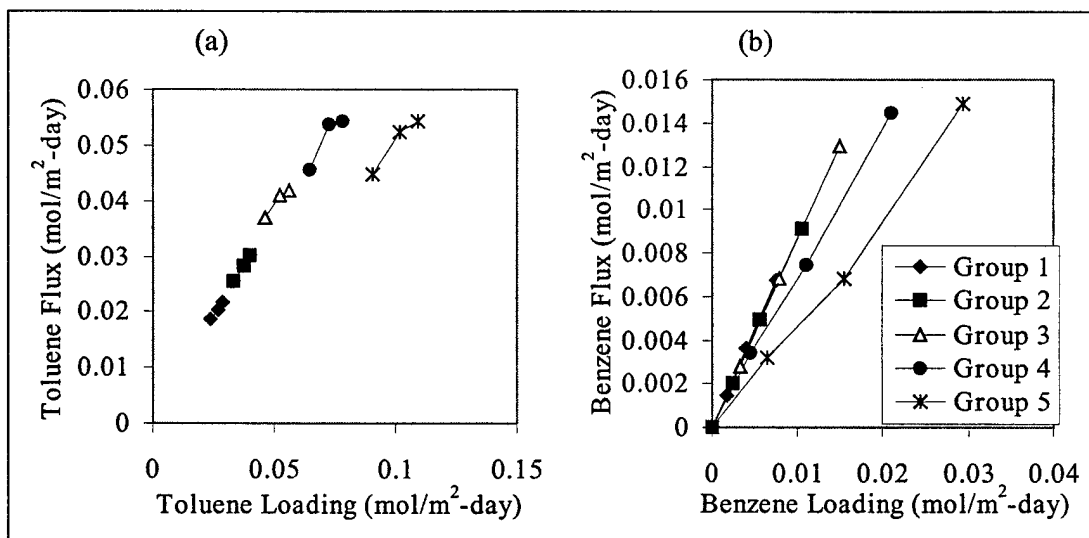 (a)
Toluene Flux (mol/m²-day)
0.06
0.05
0.04
0.03
0.02
0.01
0
0 0.05 0.1 0.15
Toluene Loading (mol/m²-day)
(b)
Benzene Flux (mol/m²-day)
0.016
0.014
0.012
0.01
0.008
0.006
0.004
0.002
0
0 0.01 0.02 0.03 0.04
Benzene Loading (mol/m²-day)
Group 1
Group 2
Group 3
Group 4
Group 5